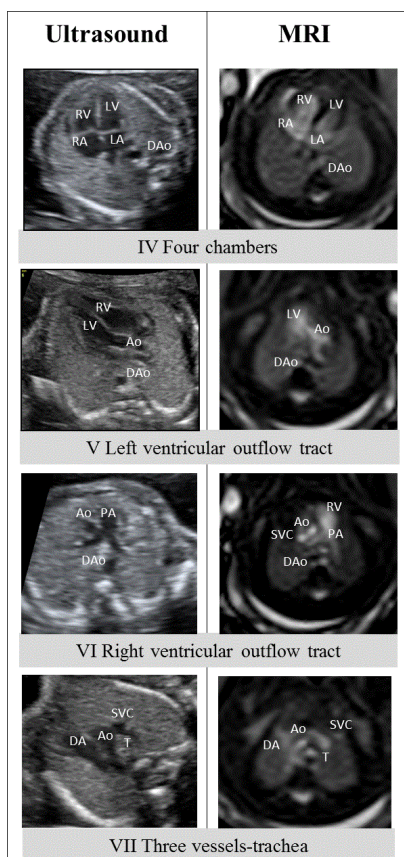 Ultrasound MRI
RV LV
RA LA DAo
RV LV
RA
LA
DAo
IV Four chambers
RV
LV
Ao
DAo
LV
Ao
DAo
V Left ventricular outflow tract
Ao PA
DAo
RV
Ao
SVC PA
DAo
VI Right ventricular outflow tract
SVC
DA Ao T
Ao SVC
DA
T
VII Three vessels-trachea